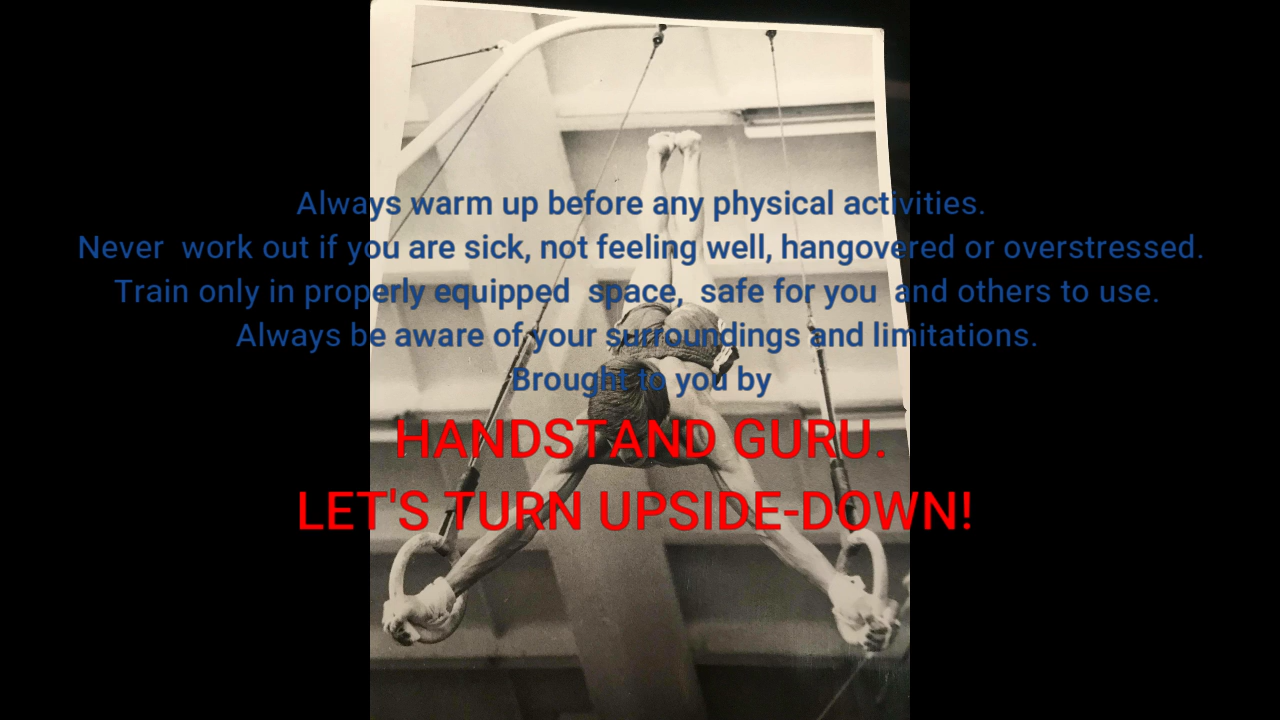 Always warm up before any physical activities.
Never  work out if you are sick, not feeling well, hangovered or overstressed.
Train only in properly equipped  space,  safe for you  and others to use.
Always be aware of your surroundings and limitations.
Brought to you by
HANDSTAND GURU.
LET'S TURN UPSIDE-DOWN!